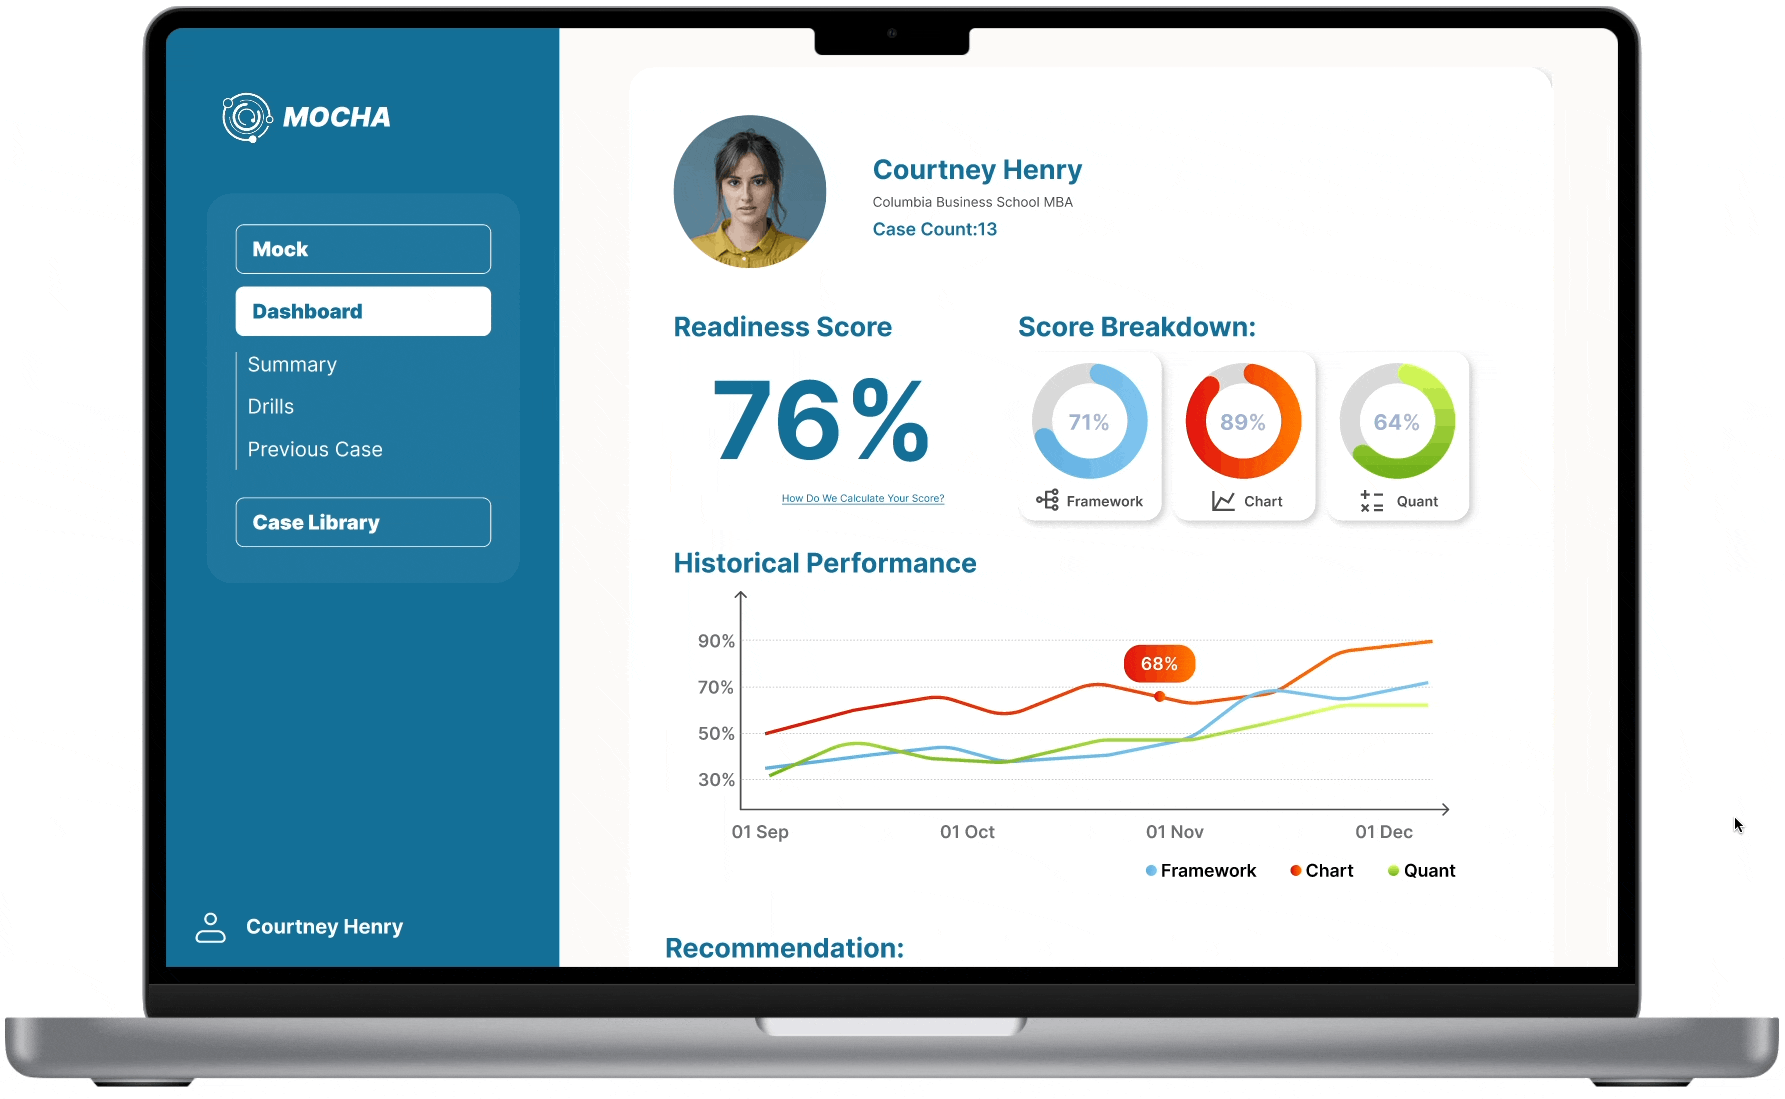 MOCHA
Mock
Dashboard
Summary
Drills
Previous Case
Case Library
Courtney Henry
Courtney Henry
Columbia Business School MBA
Case Count:13
Readiness Score
76%
How Do We Calculate Your Score?
Score Breakdown:
71%
Framework
89%
Chart
64%
Quant
Historical Performance
90%
70%
50%
30%
68%
01 Sep
01 Oct
01 Nov
01 Dec
Framework
Chart
Quant
Recommendation: